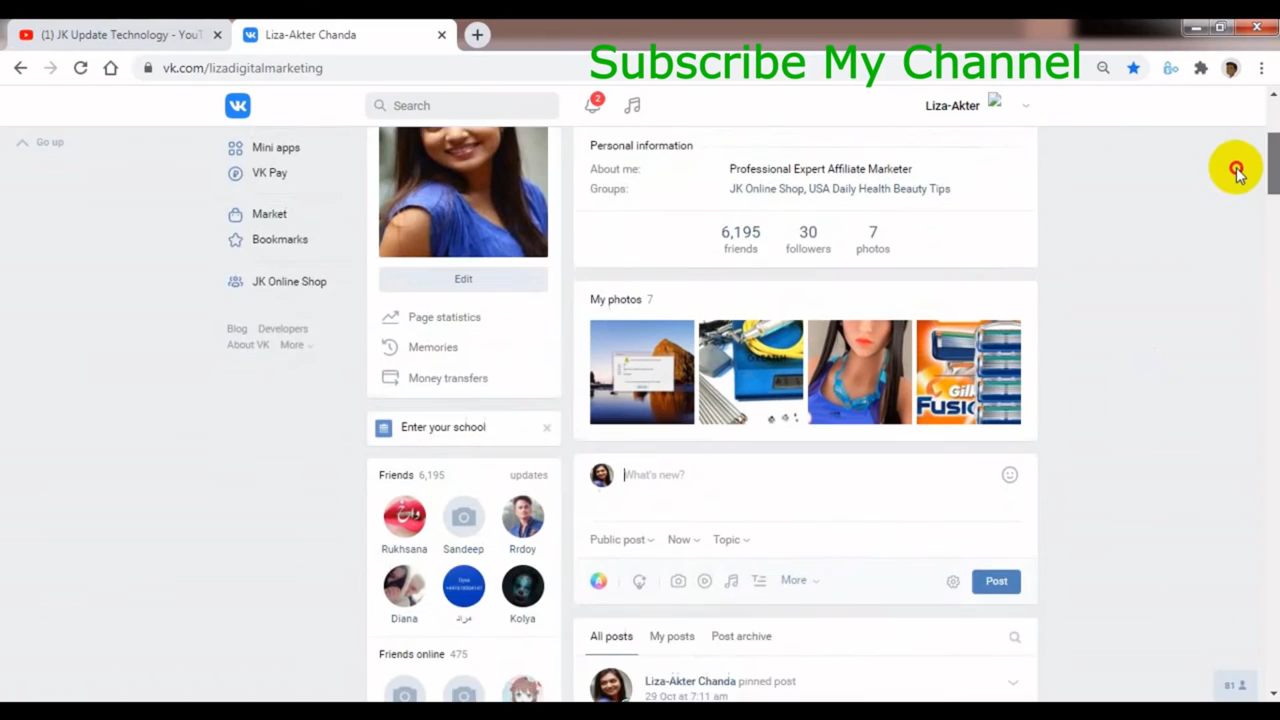 (1) JK Update Technology - YouT
Liza-Akter Chanda
Subscribe My Channel
vk.com/lizadigitalmarketing
Search
2
Liza-Akter
Go up
Mini apps
VK Pay
Market
Bookmarks
JK Online Shop
Blog Developers
About VK More
Edit
Page statistics
Memories
Money transfers
Enter your school
Friends 6,195 updates
Rukhsana Sandeep Rrdoy
Diana مراد Kolya
Friends online 475
Personal information
About me: Professional Expert Affiliate Marketer
Groups: JK Online Shop, USA Daily Health Beauty Tips
6,195 30 7
friends followers photos
My photos 7
What's new?
Public post Now Topic
More Post
All posts My posts Post archive
Liza-Akter Chanda pinned post
29 Oct at 7:11 am
81